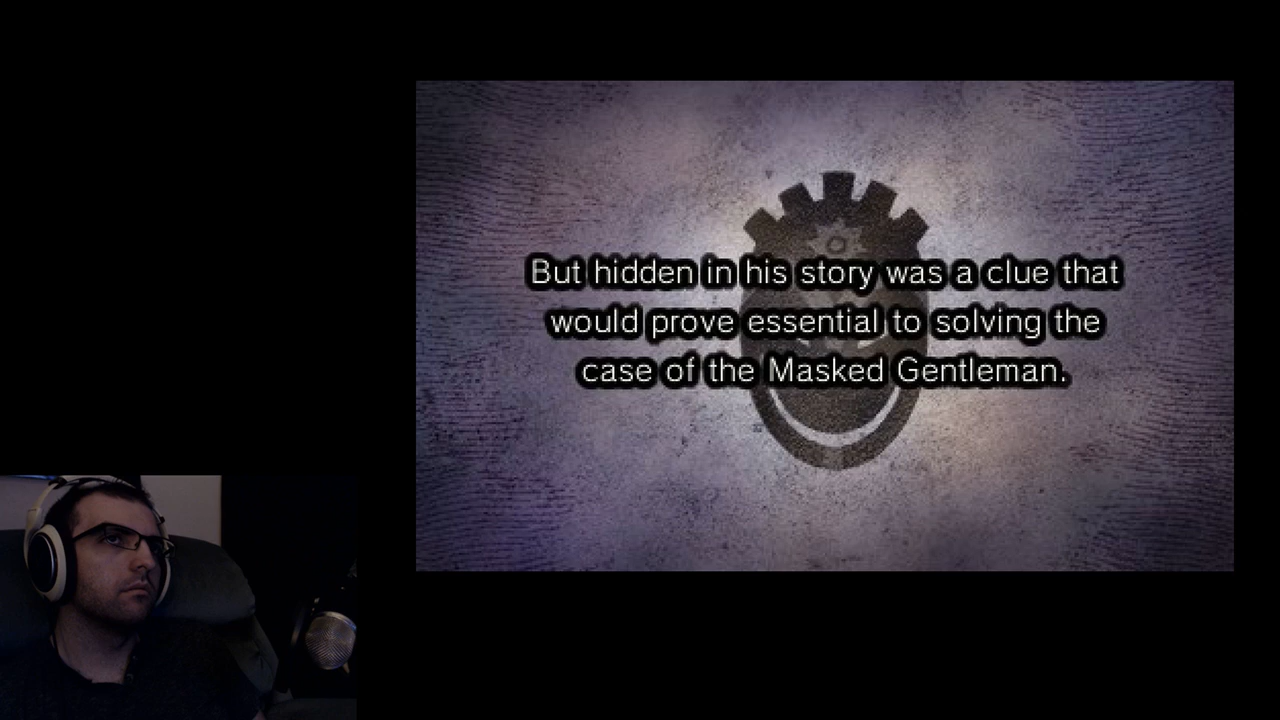 But hidden in his story was a clue that
would prove essential to solving the
case of the Masked Gentleman.